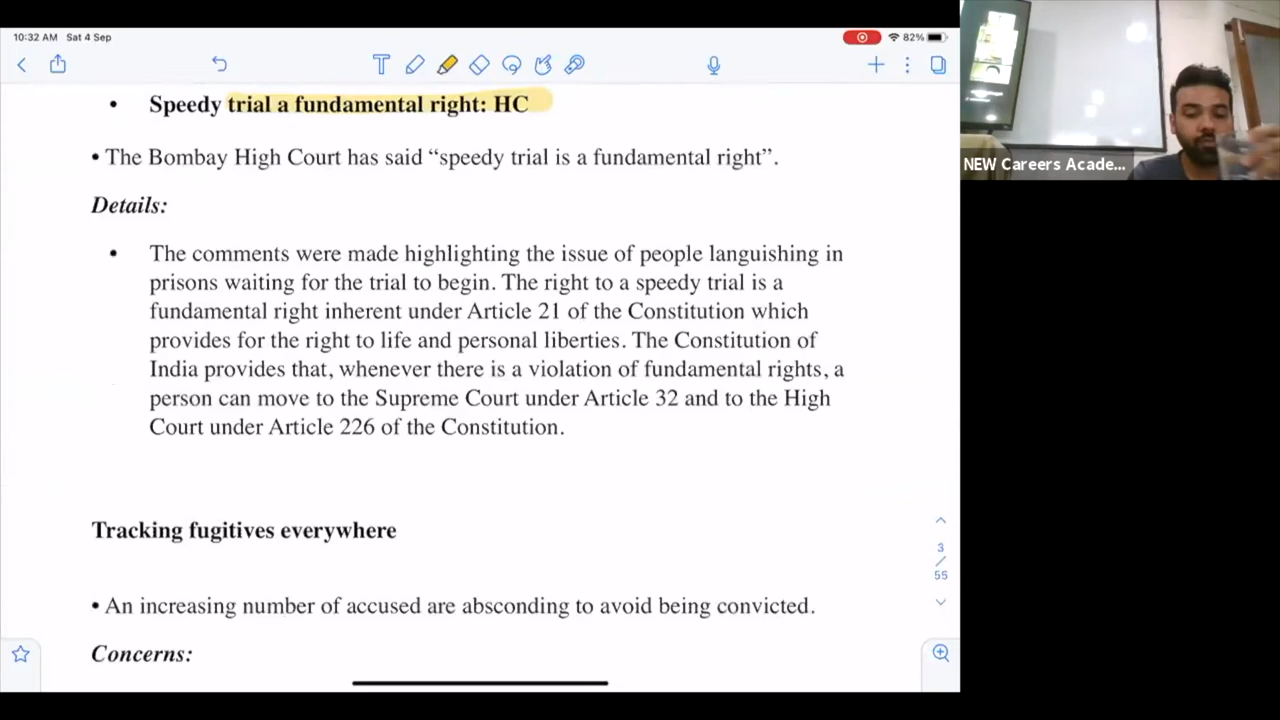 10:32 AM Sat 4 Sep
82%
• Speedy trial a fundamental right: HC
• The Bombay High Court has said “speedy trial is a fundamental right”.
Details:
• The comments were made highlighting the issue of people languishing in
prisons waiting for the trial to begin. The right to a speedy trial is a
fundamental right inherent under Article 21 of the Constitution which
provides for the right to life and personal liberties. The Constitution of
India provides that, whenever there is a violation of fundamental rights, a
person can move to the Supreme Court under Article 32 and to the High
Court under Article 226 of the Constitution.
Tracking fugitives everywhere
• An increasing number of accused are absconding to avoid being convicted.
Concerns:
3
/
55
NEW Careers Acade...